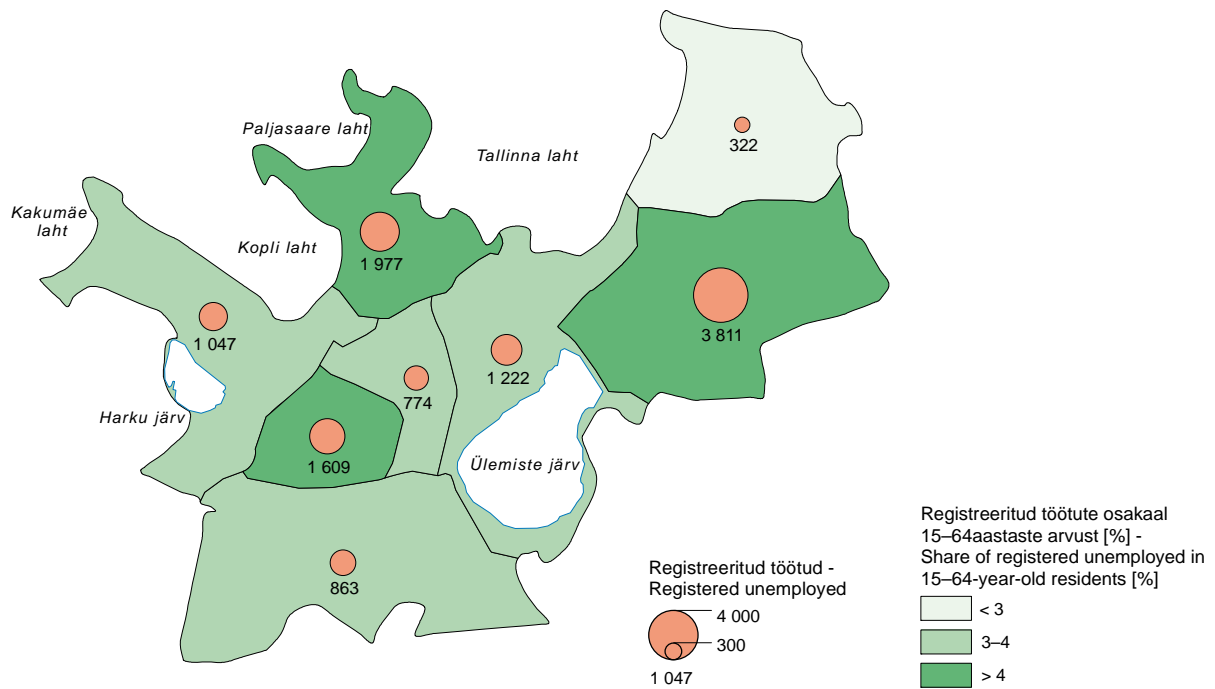 322
Paljasaare laht
Tallinna laht
Kakumäe
laht
Kopli laht
1 977
3 811
1 047
1 222
774
Harku järv
1 609
Ülemiste järv
863
Registreeritud töötud -
Registered unemployed
4 000
300
1 047
Registreeritud töötute osakaal
15–64aastaste arvust [%] -
Share of registered unemployed in
15–64-year-old residents [%]
< 3
3–4
> 4